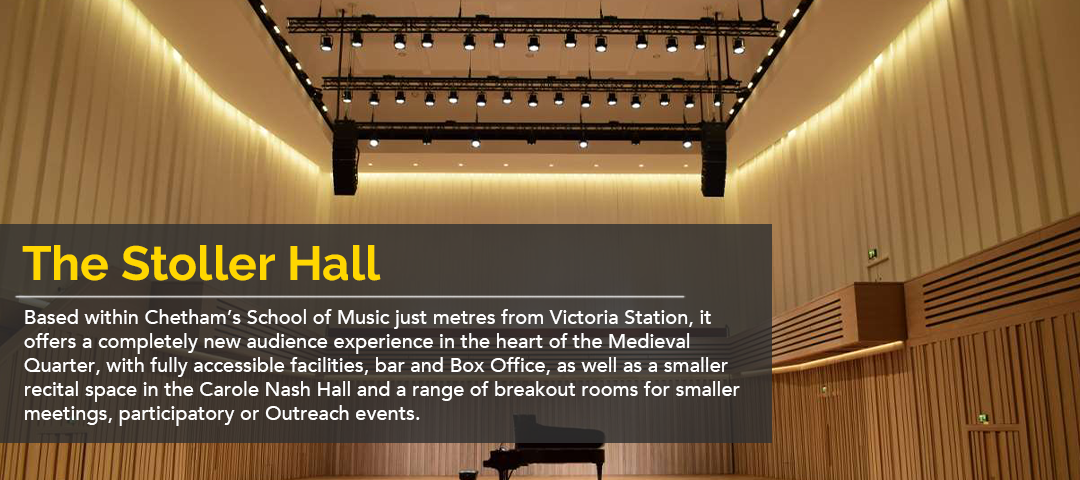 The Stoller Hall
Based within Chetham’s School of Music just metres from Victoria Station, it
offers a completely new audience experience in the heart of the Medieval
Quarter, with fully accessible facilities, bar and Box Office, as well as a smaller
recital space in the Carole Nash Hall and a range of breakout rooms for smaller
meetings, participatory or Outreach events.